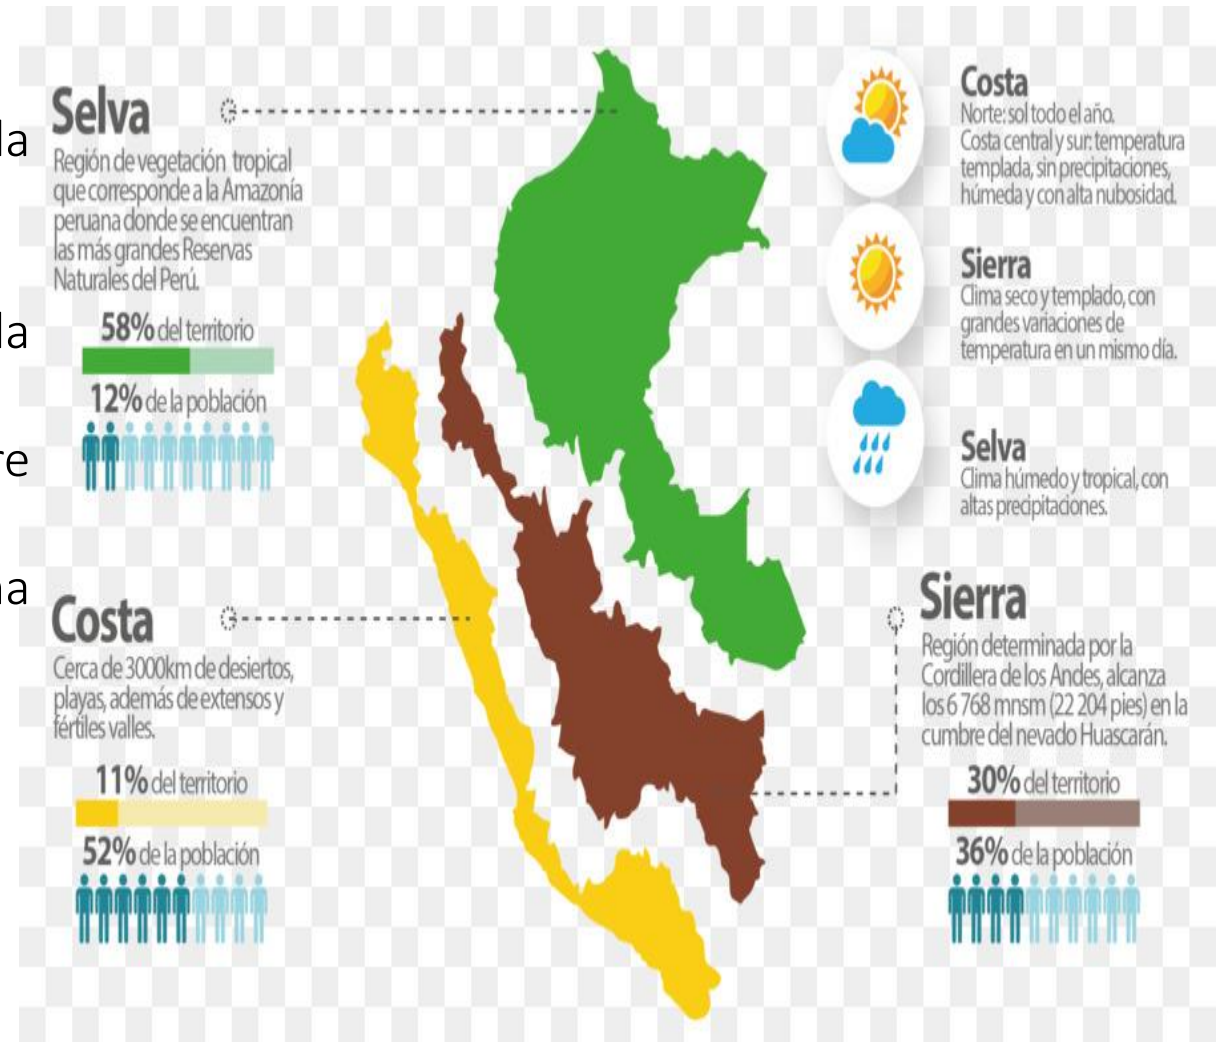 Selva
Región de vegetación tropical
que corresponde a la Amazonía
peruana donde se encuentran
las más grandes Reservas
Naturales del Perú.
58% del territorio
12% de la población
Costa
Cerca de 3000km de desiertos,
playas, además de extensos y
fértiles valles.
11% del territorio
52% de la población
Costa
Norte: sol todo el año.
Costa central y sur: temperatura
templada, sin precipitaciones,
húmeda y con alta nubosidad.
Sierra
Clima seco y templado, con
grandes variaciones de
temperatura en un mismo día.
Selva
Clima húmedo y tropical, con
altas precipitaciones.
Sierra
Región determinada por la
Cordillera de los Andes, alcanza
los 6 768 mnsm (22 204 pies) en la
cumbre del nevado Huascarán.
30% del territorio
36% de la población